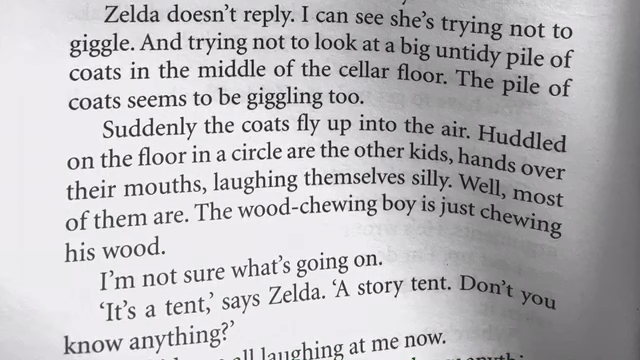 Zelda doesn't reply. I can see she's trying not to
giggle. And trying not to look at a big untidy pile of
coats in the middle of the cellar floor. The pile of
coats seems to be giggling too.
Suddenly the coats fly up into the air. Huddled
on the floor in a circle are the other kids, hands over
their mouths, laughing themselves silly. Well, most
of them are. The wood-chewing boy is just chewing
his wood.
I'm not sure what's going on.
‘It's a tent,’ says Zelda. ‘A story tent. Don't you
know anything?’
all laughing at me now.